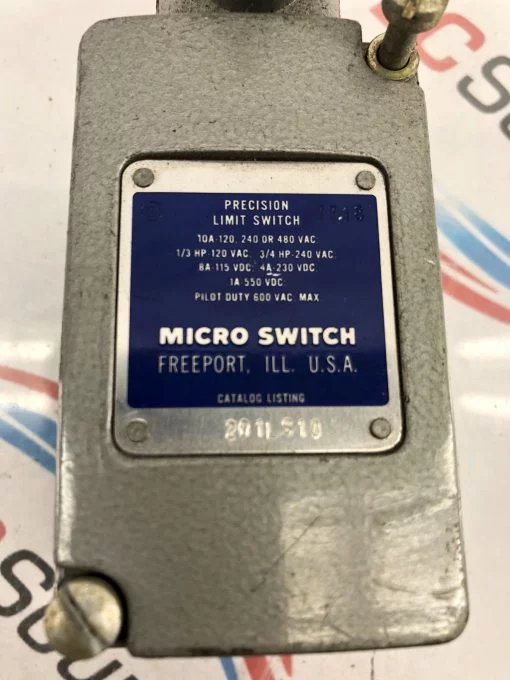 PRECISION
LIMIT SWITCH
10A-120, 240 OR 480 VAC
1/3 HP 120 VAC, 3/4 HP-240 VAC.
8A-115 VDC: 4A-230 VDC
1A 550 VDC
PILOT DUTY 600 VAC MAX
MICRO SWITCH
FREEPORT, ILL. U.S.A.
CATALOG LISTING